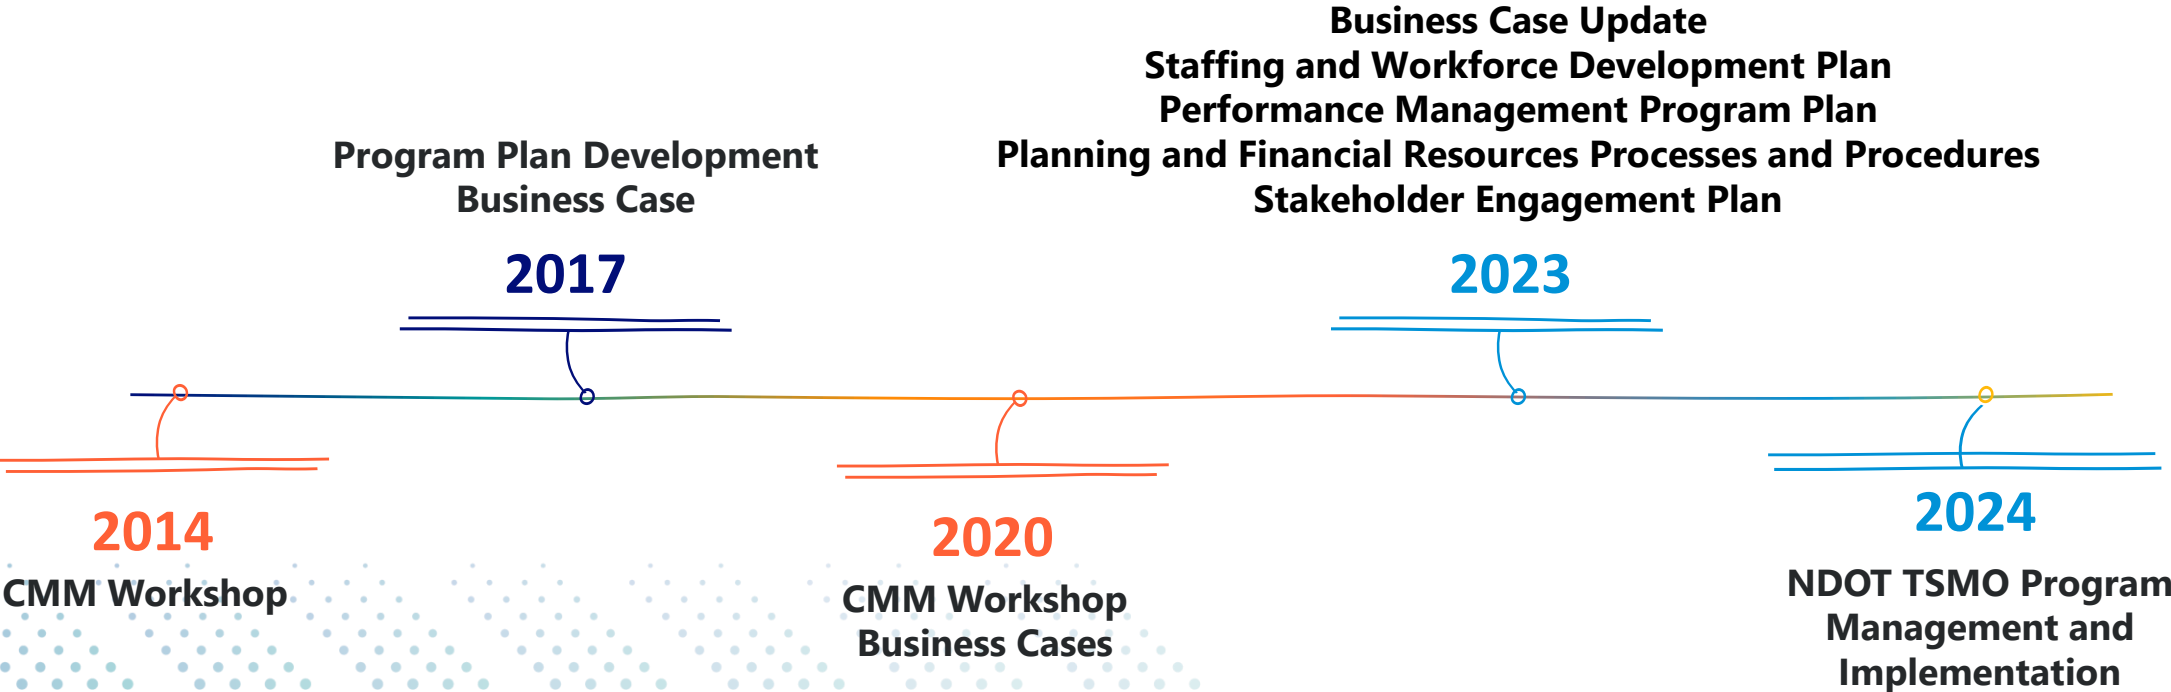 Business Case Update
Staffing and Workforce Development Plan
Performance Management Program Plan
Planning and Financial Resources Processes and Procedures
Stakeholder Engagement Plan
Program Plan Development
Business Case
2017
2023
2014
CMM Workshop
2020
CMM Workshop
Business Cases
2024
NDOT TSMO Program
Management and
Implementation